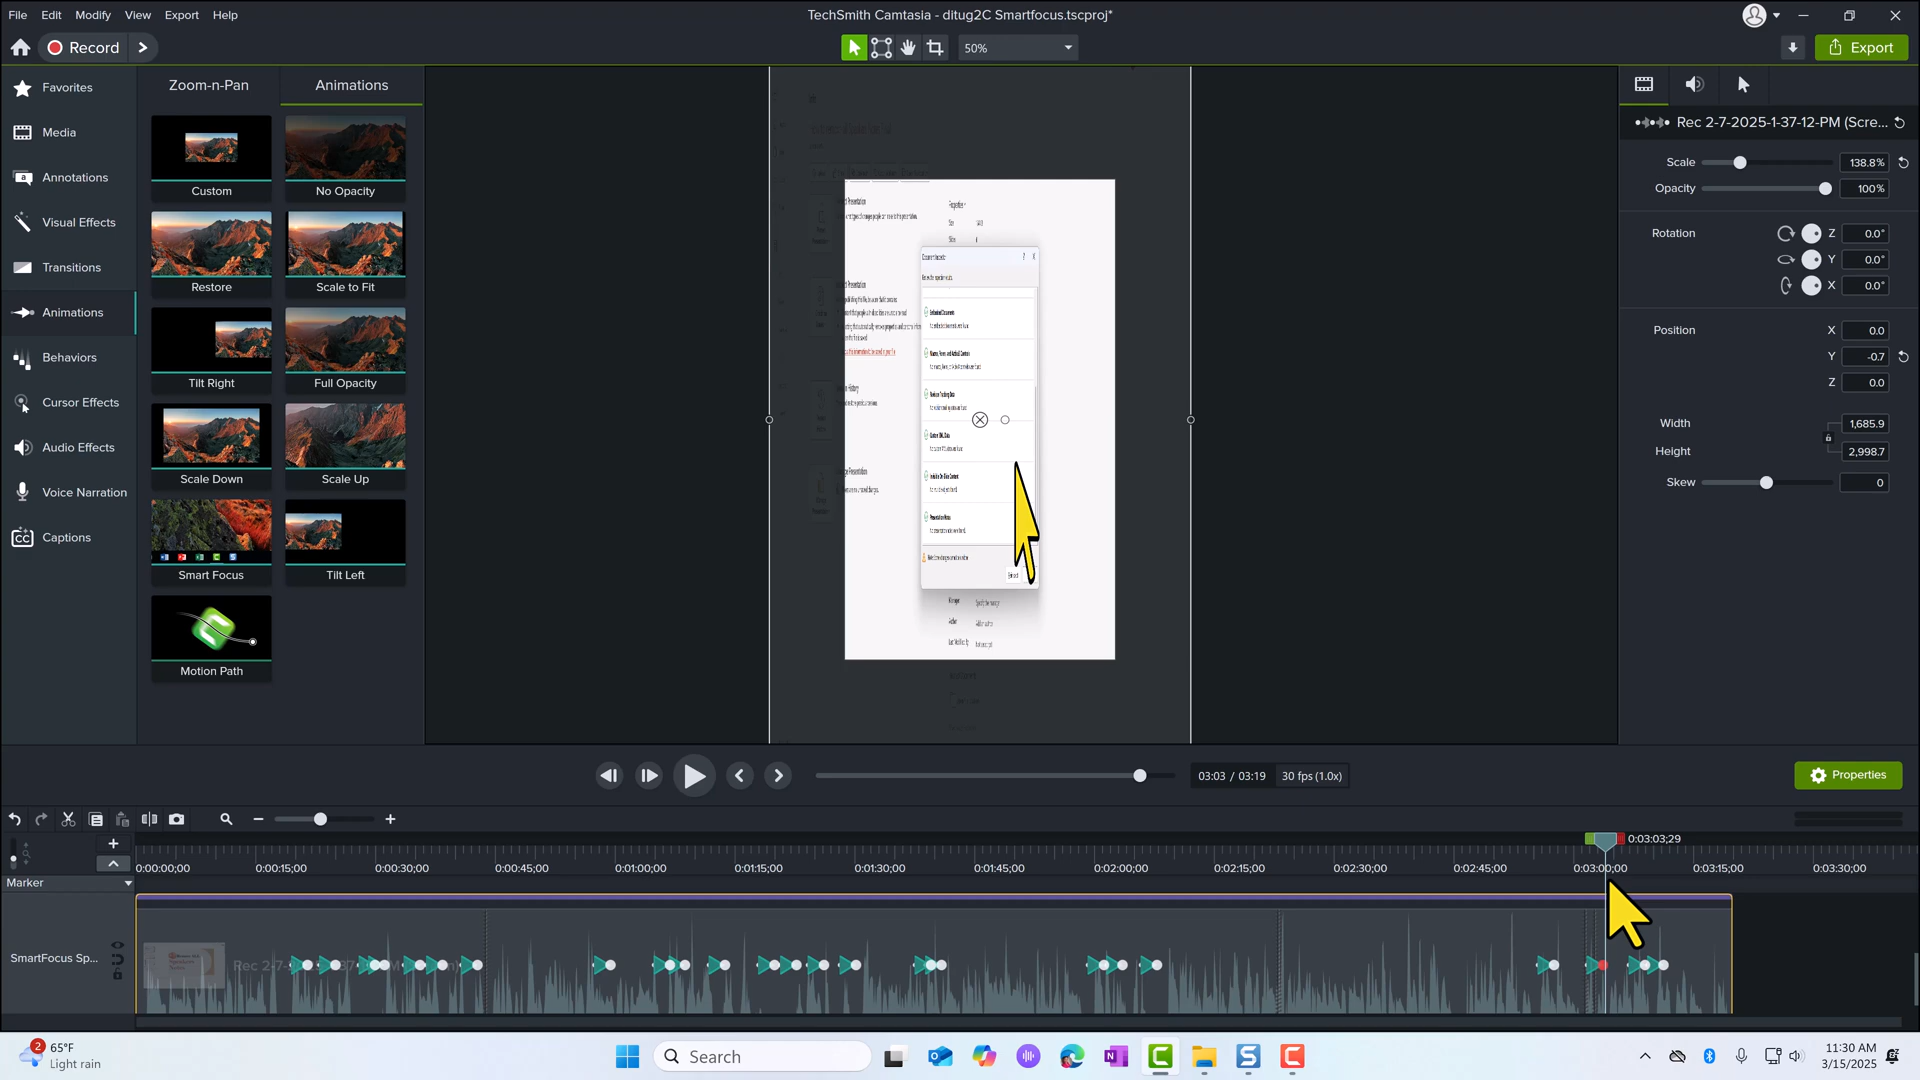 File Edit Modify View Export Help
TechSmith Camtasia - ditug2C Smartfocus.tscproj*
Record
50%
Export
Favorites
Media
Annotations
Visual Effects
Transitions
Animations
Behaviors
Cursor Effects
Audio Effects
Voice Narration
Captions
Zoom-n-Pan
Animations
Custom
No Opacity
Restore
Scale to Fit
Tilt Right
Full Opacity
Scale Down
Scale Up
Smart Focus
Tilt Left
Motion Path
Rec 2-7-2025-1-37-12-PM (Scre...
Scale 138.8%
Opacity 100%
Rotation Z 0.0°
Y 0.0°
X 0.0°
Position X 0.0
Y -0.7
Z 0.0
Width 1,685.9
Height 2,998.7
Skew 0
03:03 / 03:19 30 fps (1.0x)
Properties
0:03:03;29
0:00:00;00 0:00:15;00 0:00:30;00 0:00:45;00 0:01:00;00 0:01:15;00 0:01:30;00 0:01:45;00 0:02:00;00 0:02:15;00 0:02:30;00 0:02:45;00 0:03:00;00 0:03:15;00 0:03:30;00
Marker
SmartFocus Sp...
2
65°F
Light rain
Search
11:30 AM
3/15/2025